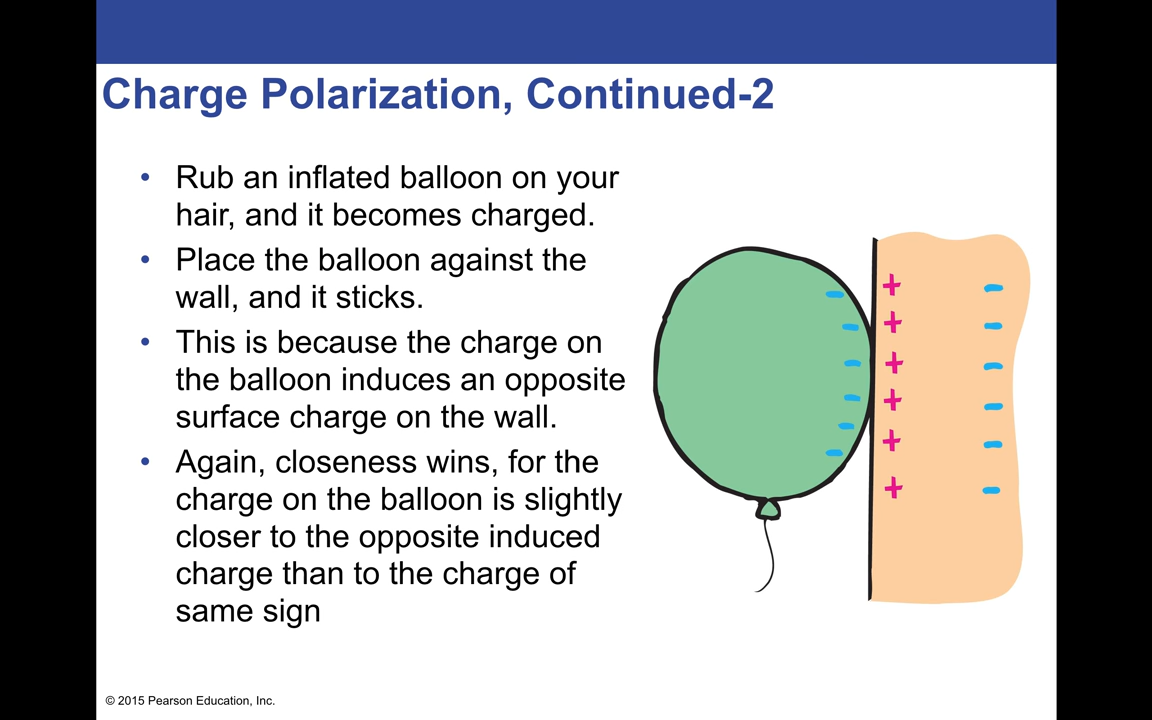 Charge Polarization, Continued-2
• Rub an inflated balloon on your
hair, and it becomes charged.
• Place the balloon against the
wall, and it sticks.
• This is because the charge on
the balloon induces an opposite
surface charge on the wall.
• Again, closeness wins, for the
charge on the balloon is slightly
closer to the opposite induced
charge than to the charge of
same sign
© 2015 Pearson Education, Inc.